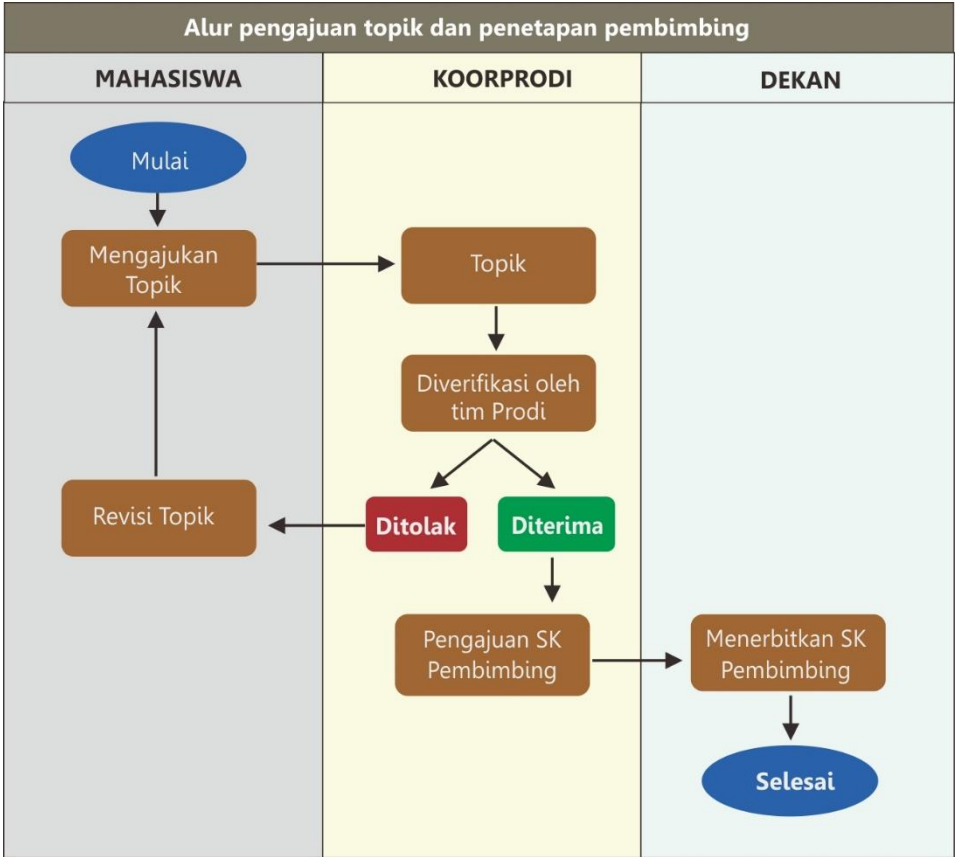 Alur pengajuan topik dan penetapan pembimbing
MAHASISWA
KOORPRODI
DEKAN
Mulai
Mengajukan
Topik
Topik
Diverifikasi oleh
tim Prodi
Revisi Topik
Ditolak
Diterima
Pengajuan SK
Pembimbing
Menerbitkan SK
Pembimbing
Selesai